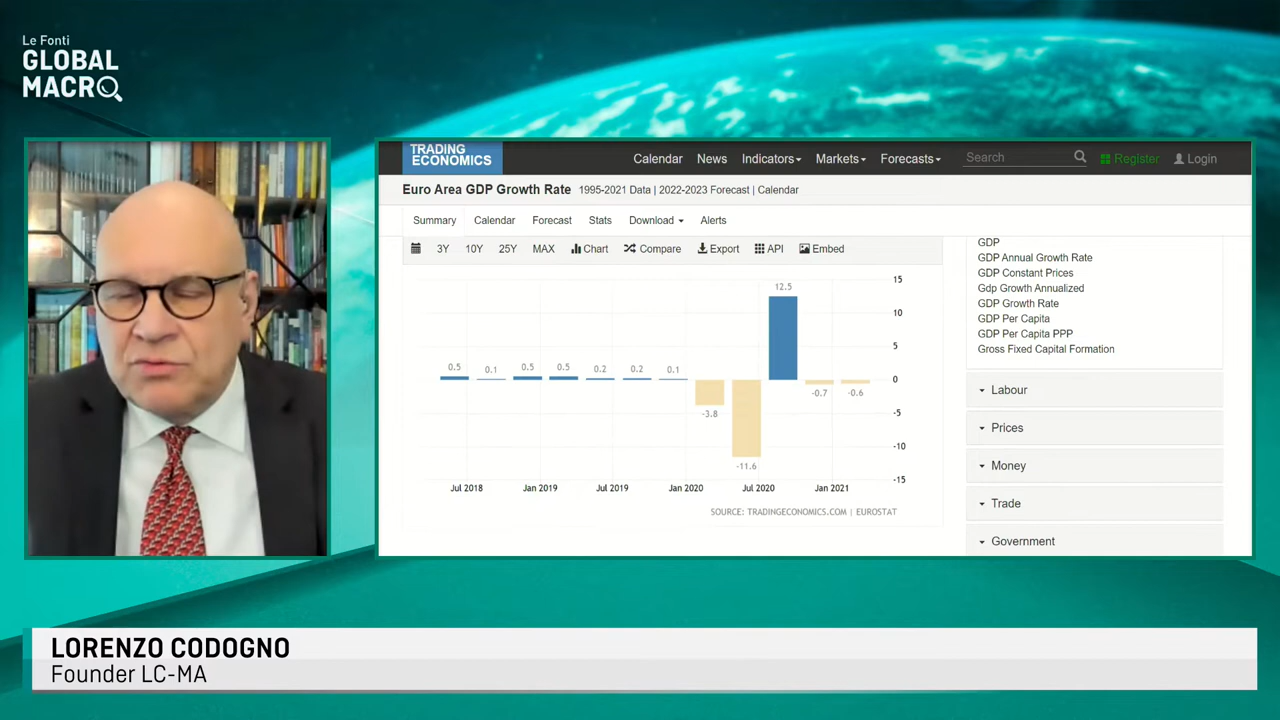 Le Fonti
GLOBAL
MACRO
TRADING
ECONOMICS
Calendar News Indicators Markets Forecasts Search Register Login
Euro Area GDP Growth Rate 1995-2021 Data | 2022-2023 Forecast | Calendar
Summary Calendar Forecast Stats Download Alerts
3Y 10Y 25Y MAX Chart Compare Export API Embed
GDP
GDP Annual Growth Rate
GDP Constant Prices
Gdp Growth Annualized
GDP Growth Rate
GDP Per Capita
GDP Per Capita PPP
Gross Fixed Capital Formation
Labour
Prices
Money
Trade
Government
15
10
5
0
-5
-10
-15
0.5 0.1 0.5 0.5 0.2 0.2 0.1 -3.8 -11.6 12.5 -0.7 -0.6
Jul 2018 Jan 2019 Jul 2019 Jan 2020 Jul 2020 Jan 2021
SOURCE: TRADINGECONOMICS.COM | EUROSTAT
LORENZO CODOGNO
Founder LC-MA